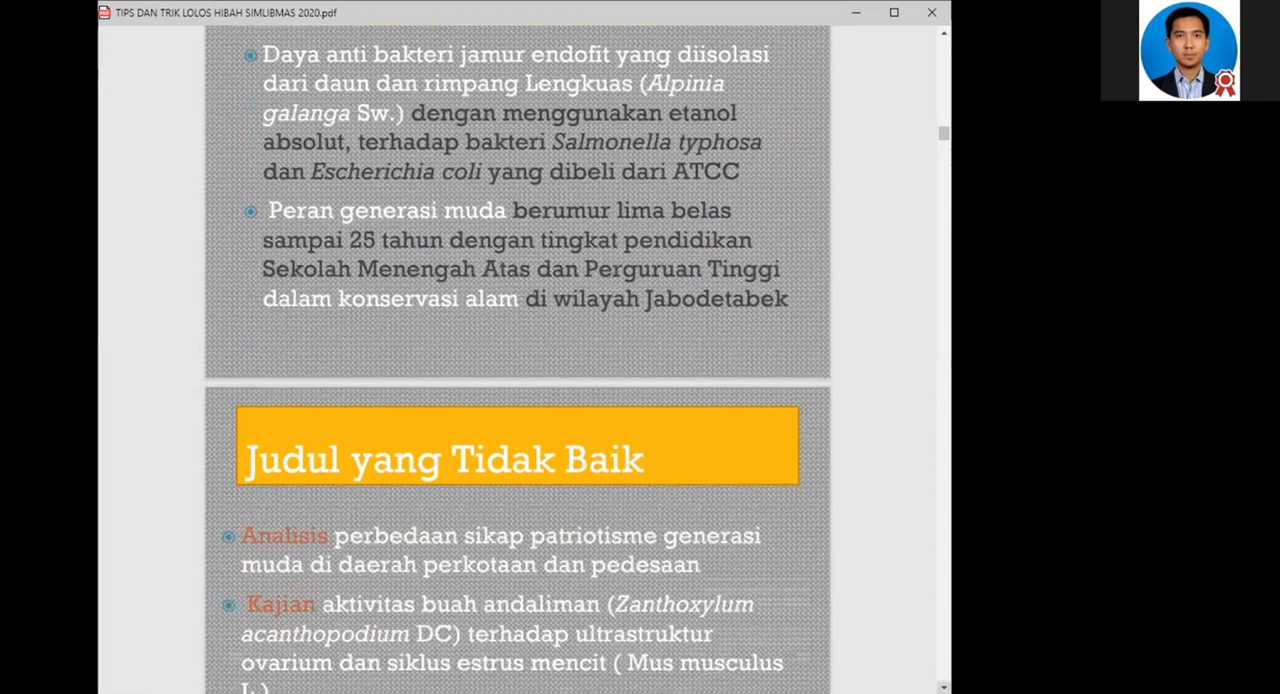 TIPS DAN TRIK LOLOS HIBAH SIMLIBMAS 2020.pdf
Daya anti bakteri jamur endofit yang diisolasi
dari daun dan rimpang Lengkuas (Alpinia
galanga Sw.) dengan menggunakan etanol
absolut, terhadap bakteri Salmonella typhosa
dan Escherichia coli yang dibeli dari ATCC
Peran generasi muda berumur lima belas
sampai 25 tahun dengan tingkat pendidikan
Sekolah Menengah Atas dan Perguruan Tinggi
dalam konservasi alam di wilayah Jabodetabek
Judul yang Tidak Baik
Analisis perbedaan sikap patriotisme generasi
muda di daerah perkotaan dan pedesaan
Kajian aktivitas buah andaliman (Zanthoxylum
acanthopodium DC) terhadap ultrastruktur
ovarium dan siklus estrus mencit ( Mus musculus
L.)